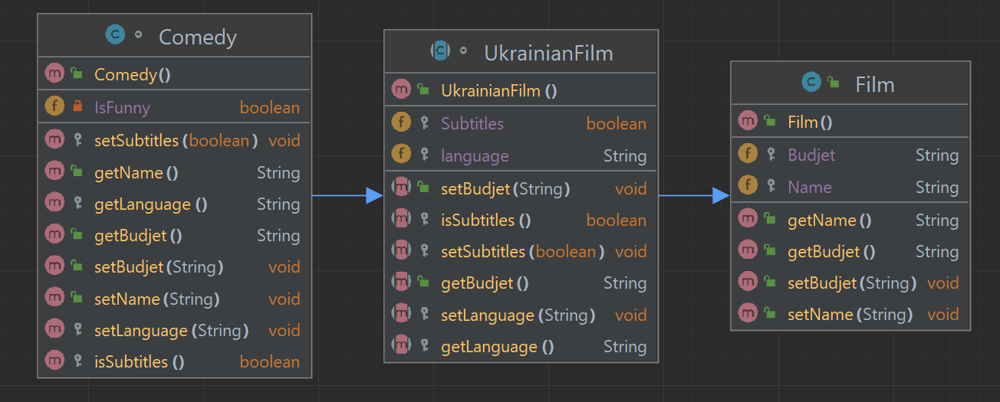 Comedy
Comedy()
IsFunny boolean
setSubtitles(boolean) void
getName() String
getLanguage() String
getBudjet() String
setBudjet(String) void
setName(String) void
setLanguage(String) void
isSubtitles() boolean
UkrainianFilm
UkrainianFilm()
Subtitles boolean
language String
setBudjet(String) void
isSubtitles() boolean
setSubtitles(boolean) void
getBudjet() String
setLanguage(String) void
getLanguage() String
Film
Film()
Budjet String
Name String
getName() String
getBudjet() String
setBudjet(String) void
setName(String) void